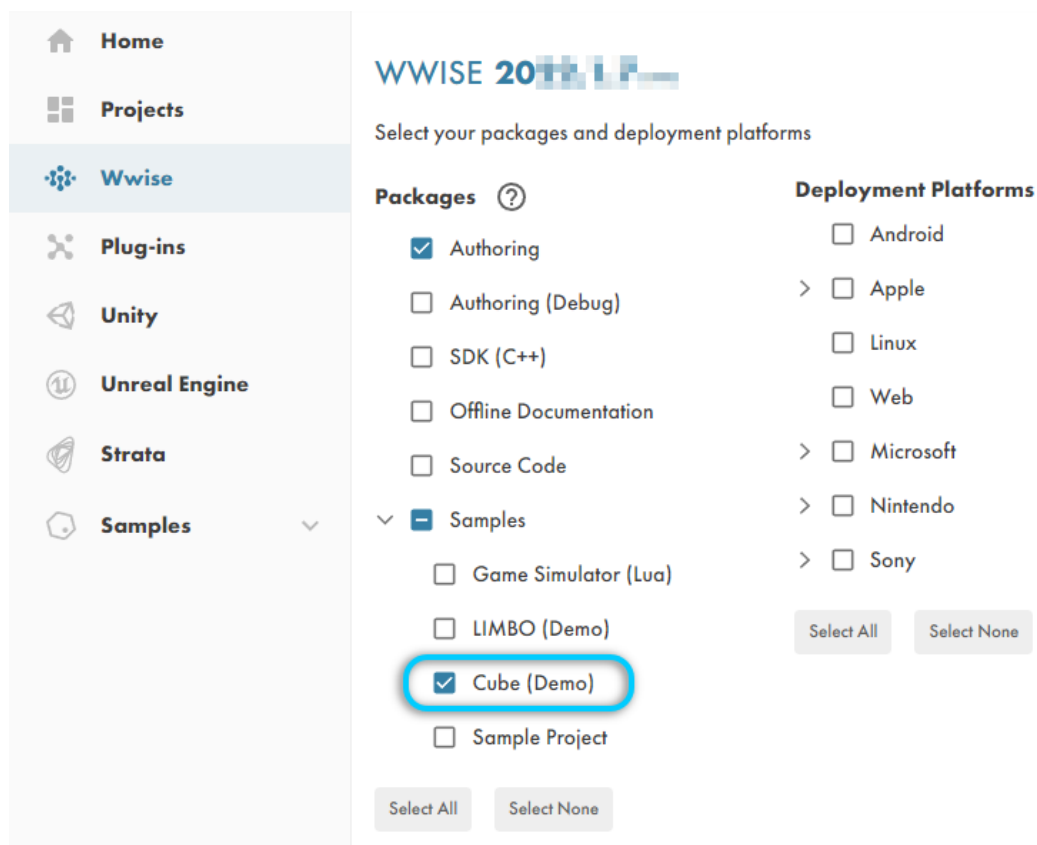 Home
Projects
Wwise
Plug-ins
Unity
Unreal Engine
Strata
Samples
WWISE 20
Select your packages and deployment platforms
Packages
Authoring
Authoring (Debug)
SDK (C++)
Offline Documentation
Source Code
Samples
Game Simulator (Lua)
LIMBO (Demo)
Cube (Demo)
Sample Project
Select All Select None
Deployment Platforms
Android
Apple
Linux
Web
Microsoft
Nintendo
Sony
Select All Select None